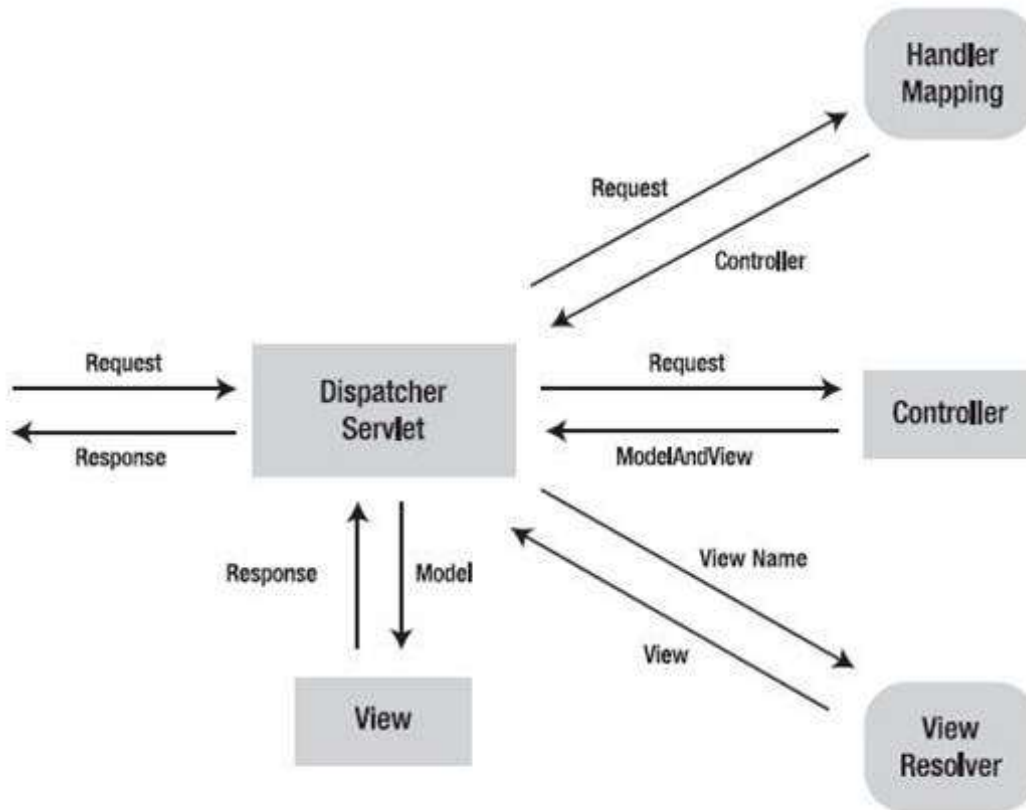 Handler
Mapping
Request
Controller
Request
Response
Dispatcher
Servlet
Request
ModelAndView
Controller
Response
Model
View Name
View
View
View
Resolver